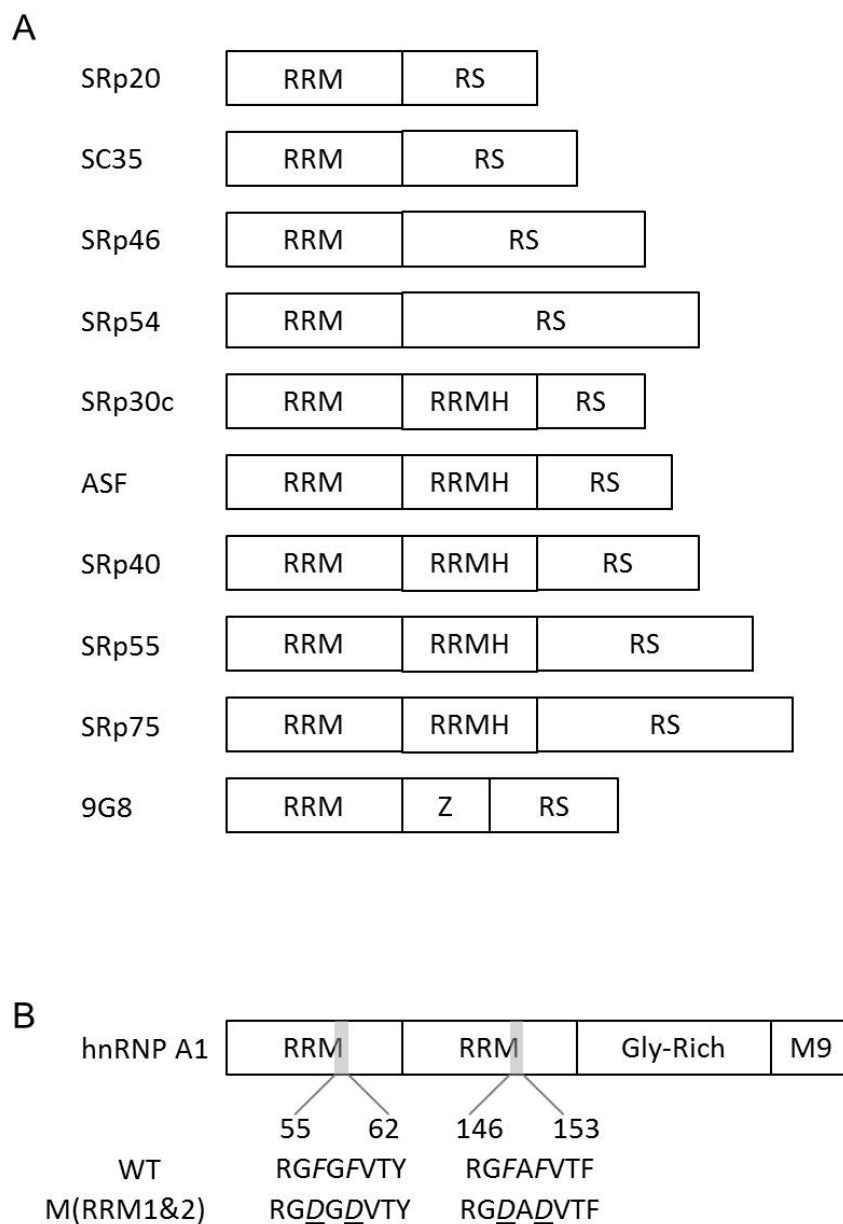 A
SRp20 RRM RS
SC35 RRM RS
SRp46 RRM RS
SRp54 RRM RS
SRp30c RRM RRMH RS
ASF RRM RRMH RS
SRp40 RRM RRMH RS
SRp55 RRM RRMH RS
SRp75 RRM RRMH RS
9G8 RRM Z RS
B
hnRNP A1 RRM RRM Gly-Rich M9
55 62 146 153
WT RGFGFVTY RGFAFVTF
M(RRM1&2) RGDGDVTY RGDADVTF